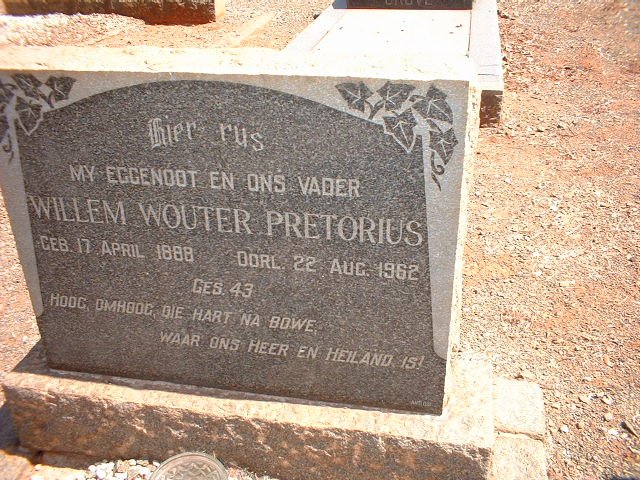 Hier rus
MY EGGENOOT EN ONS VADER
WILLEM WOUTER PRETORIUS
GEB. 17 APRIL 1888 OORL. 22 AUG. 1962
GES. 43
HOOG, OMHOOG, DIE HART NA BOWE,
WAAR ONS HEER EN HEILAND, IS!